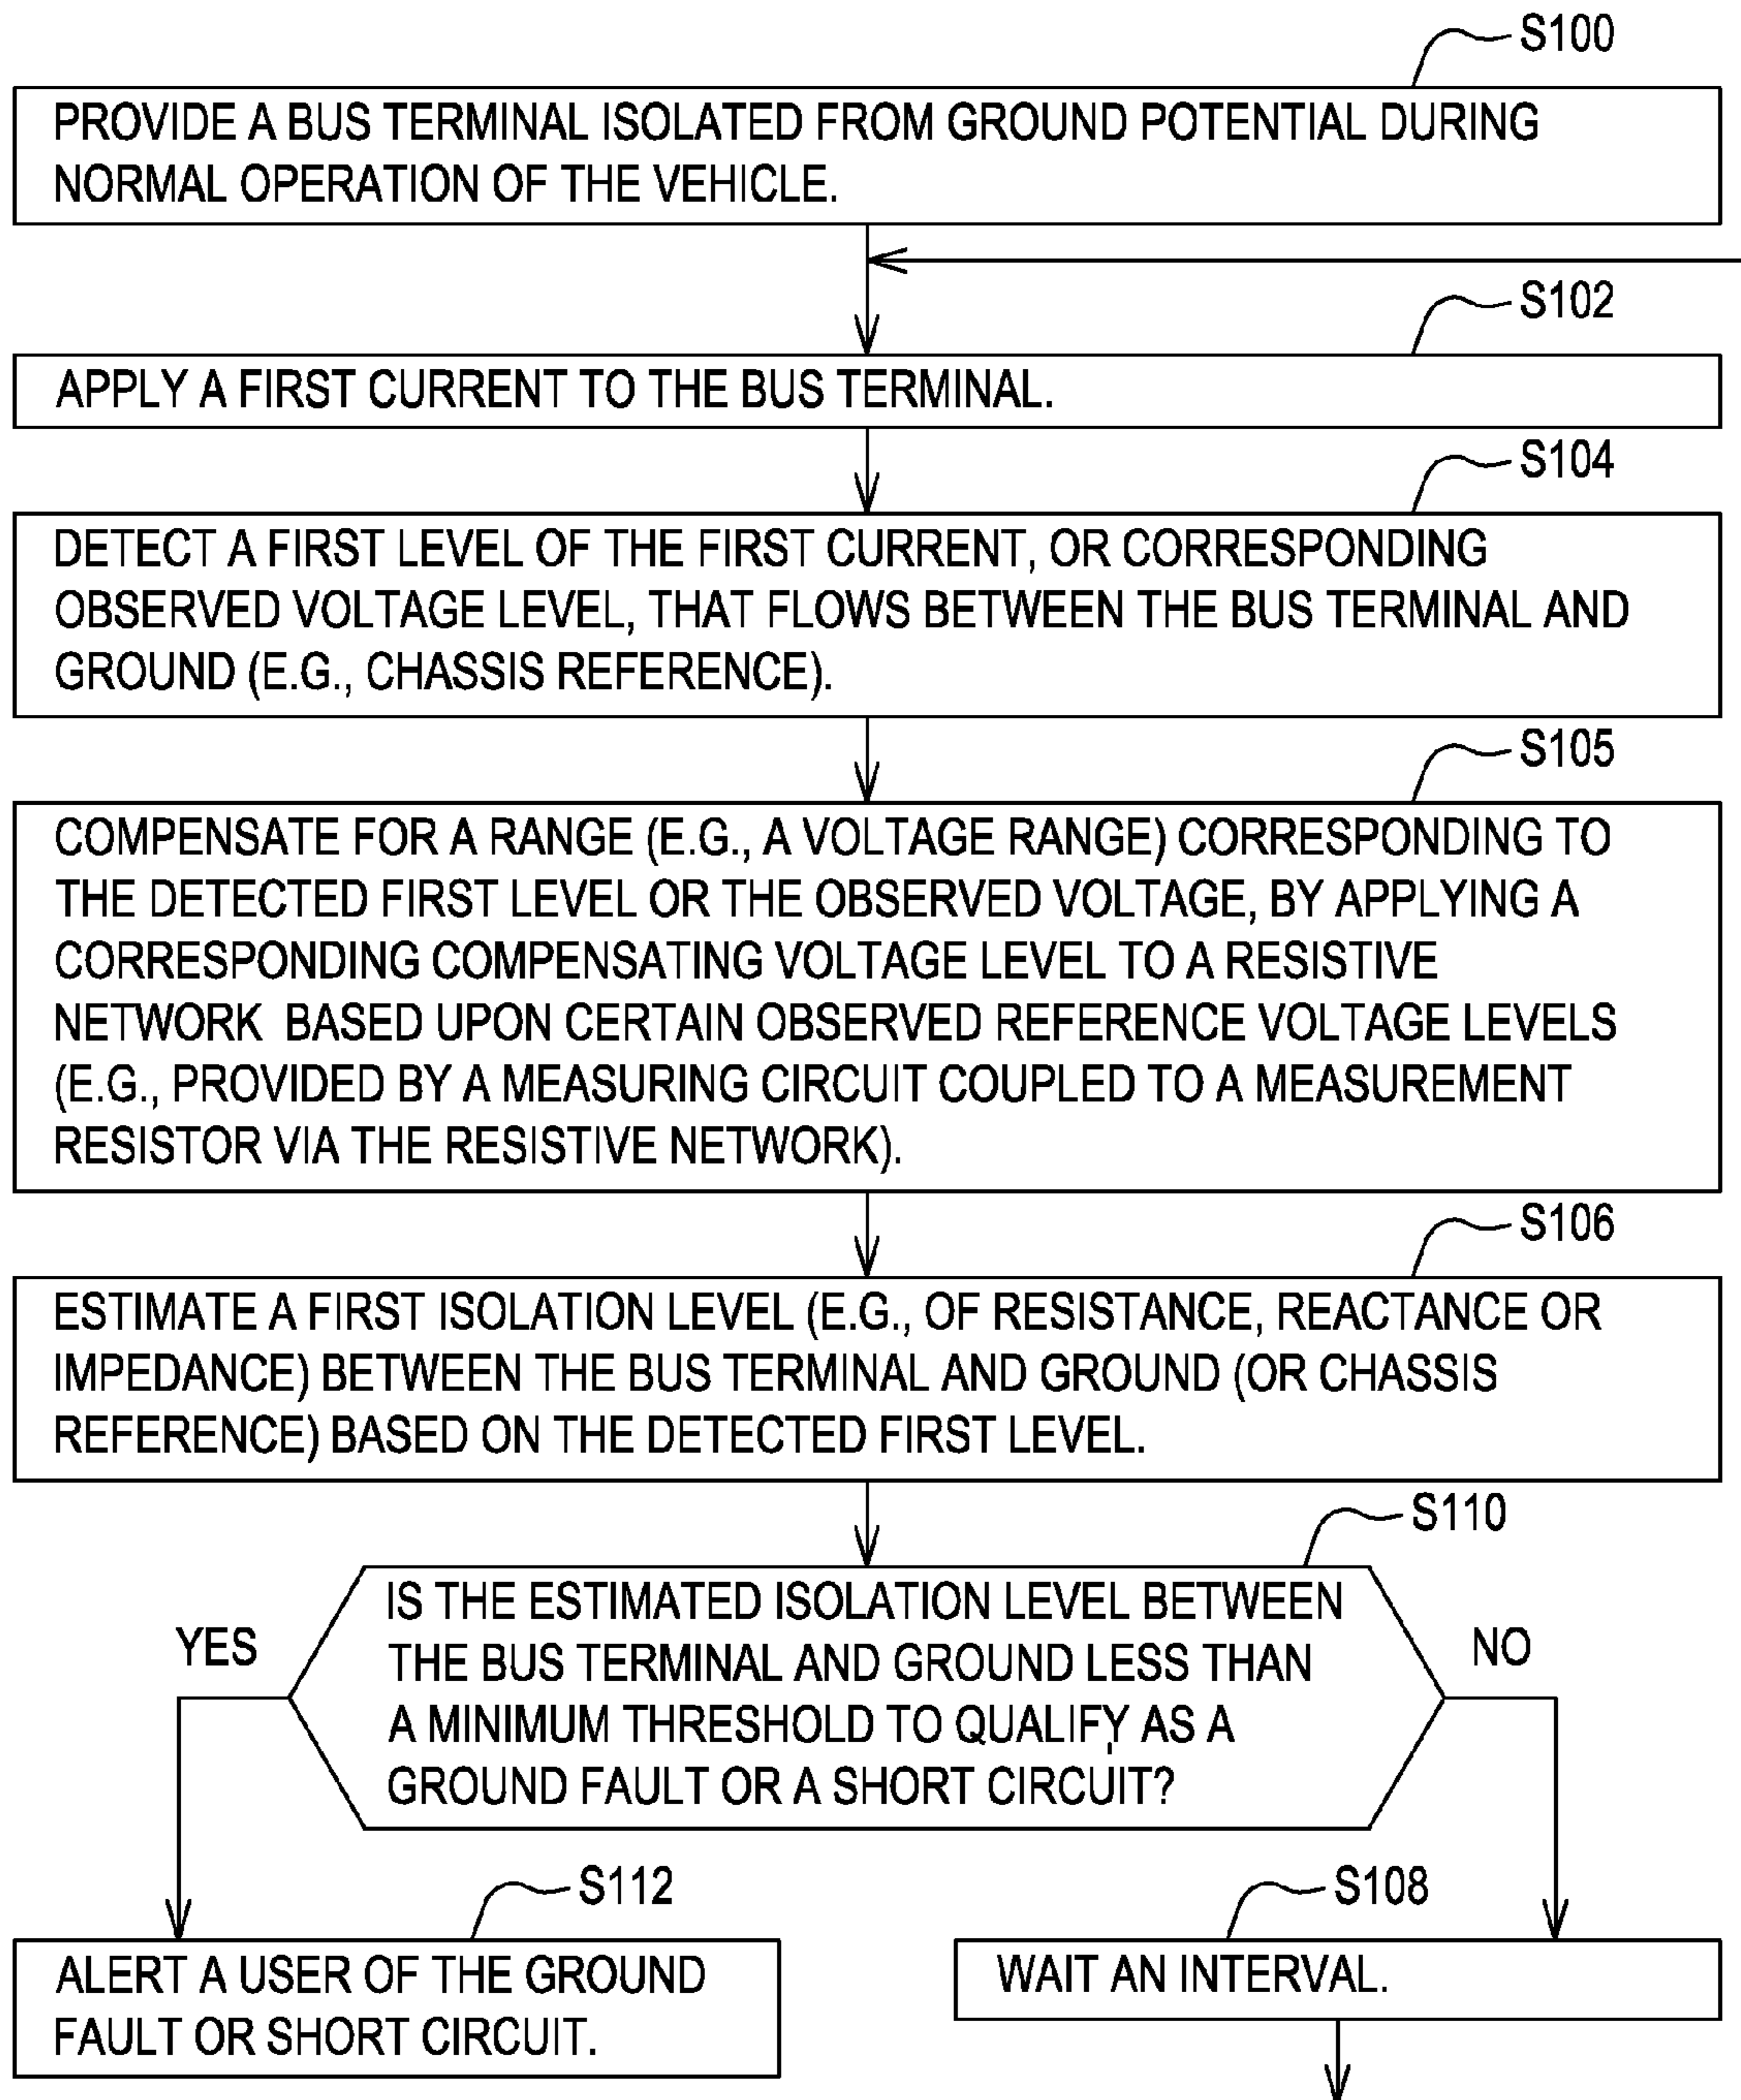 S100
PROVIDE A BUS TERMINAL ISOLATED FROM GROUND POTENTIAL DURING
NORMAL OPERATION OF THE VEHICLE.
S102
APPLY A FIRST CURRENT TO THE BUS TERMINAL.
S104
DETECT A FIRST LEVEL OF THE FIRST CURRENT, OR CORRESPONDING
OBSERVED VOLTAGE LEVEL, THAT FLOWS BETWEEN THE BUS TERMINAL AND
GROUND (E.G., CHASSIS REFERENCE).
S105
COMPENSATE FOR A RANGE (E.G., A VOLTAGE RANGE) CORRESPONDING TO
THE DETECTED FIRST LEVEL OR THE OBSERVED VOLTAGE, BY APPLYING A
CORRESPONDING COMPENSATING VOLTAGE LEVEL TO A RESISTIVE
NETWORK BASED UPON CERTAIN OBSERVED REFERENCE VOLTAGE LEVELS
(E.G., PROVIDED BY A MEASURING CIRCUIT COUPLED TO A MEASUREMENT
RESISTOR VIA THE RESISTIVE NETWORK).
S106
ESTIMATE A FIRST ISOLATION LEVEL (E.G., OF RESISTANCE, REACTANCE OR
IMPEDANCE) BETWEEN THE BUS TERMINAL AND GROUND (OR CHASSIS
REFERENCE) BASED ON THE DETECTED FIRST LEVEL.
S110
IS THE ESTIMATED ISOLATION LEVEL BETWEEN
THE BUS TERMINAL AND GROUND LESS THAN
A MINIMUM THRESHOLD TO QUALIFY AS A
GROUND FAULT OR A SHORT CIRCUIT?
YES
NO
S112
ALERT A USER OF THE GROUND
FAULT OR SHORT CIRCUIT.
S108
WAIT AN INTERVAL.